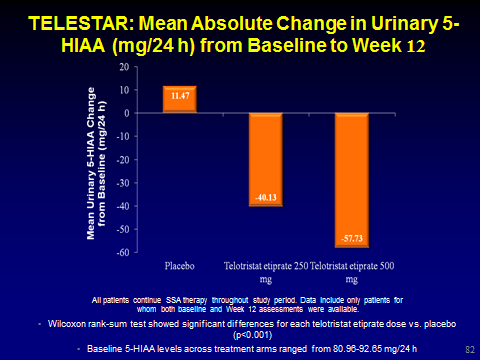 TELESTAR: Mean Absolute Change in Urinary 5-
HIAA (mg/24 h) from Baseline to Week 12
Mean Urinary 5-HIAA Change
from Baseline (mg/24 h)
20
10
0
-10
-20
-30
-40
-50
-60
11.47
-40.13
-57.73
Placebo
Telotristat etiprate 250
mg
Telotristat etiprate 500
mg
All patients continue SSA therapy throughout study period. Data include only patients for
whom both baseline and Week 12 assessments were available.
• Wilcoxon rank-sum test showed significant differences for each telotristat etiprate dose vs. placebo
(p<0.001)
• Baseline 5-HIAA levels across treatment arms ranged from 80.96-92.65 mg/24 h
82